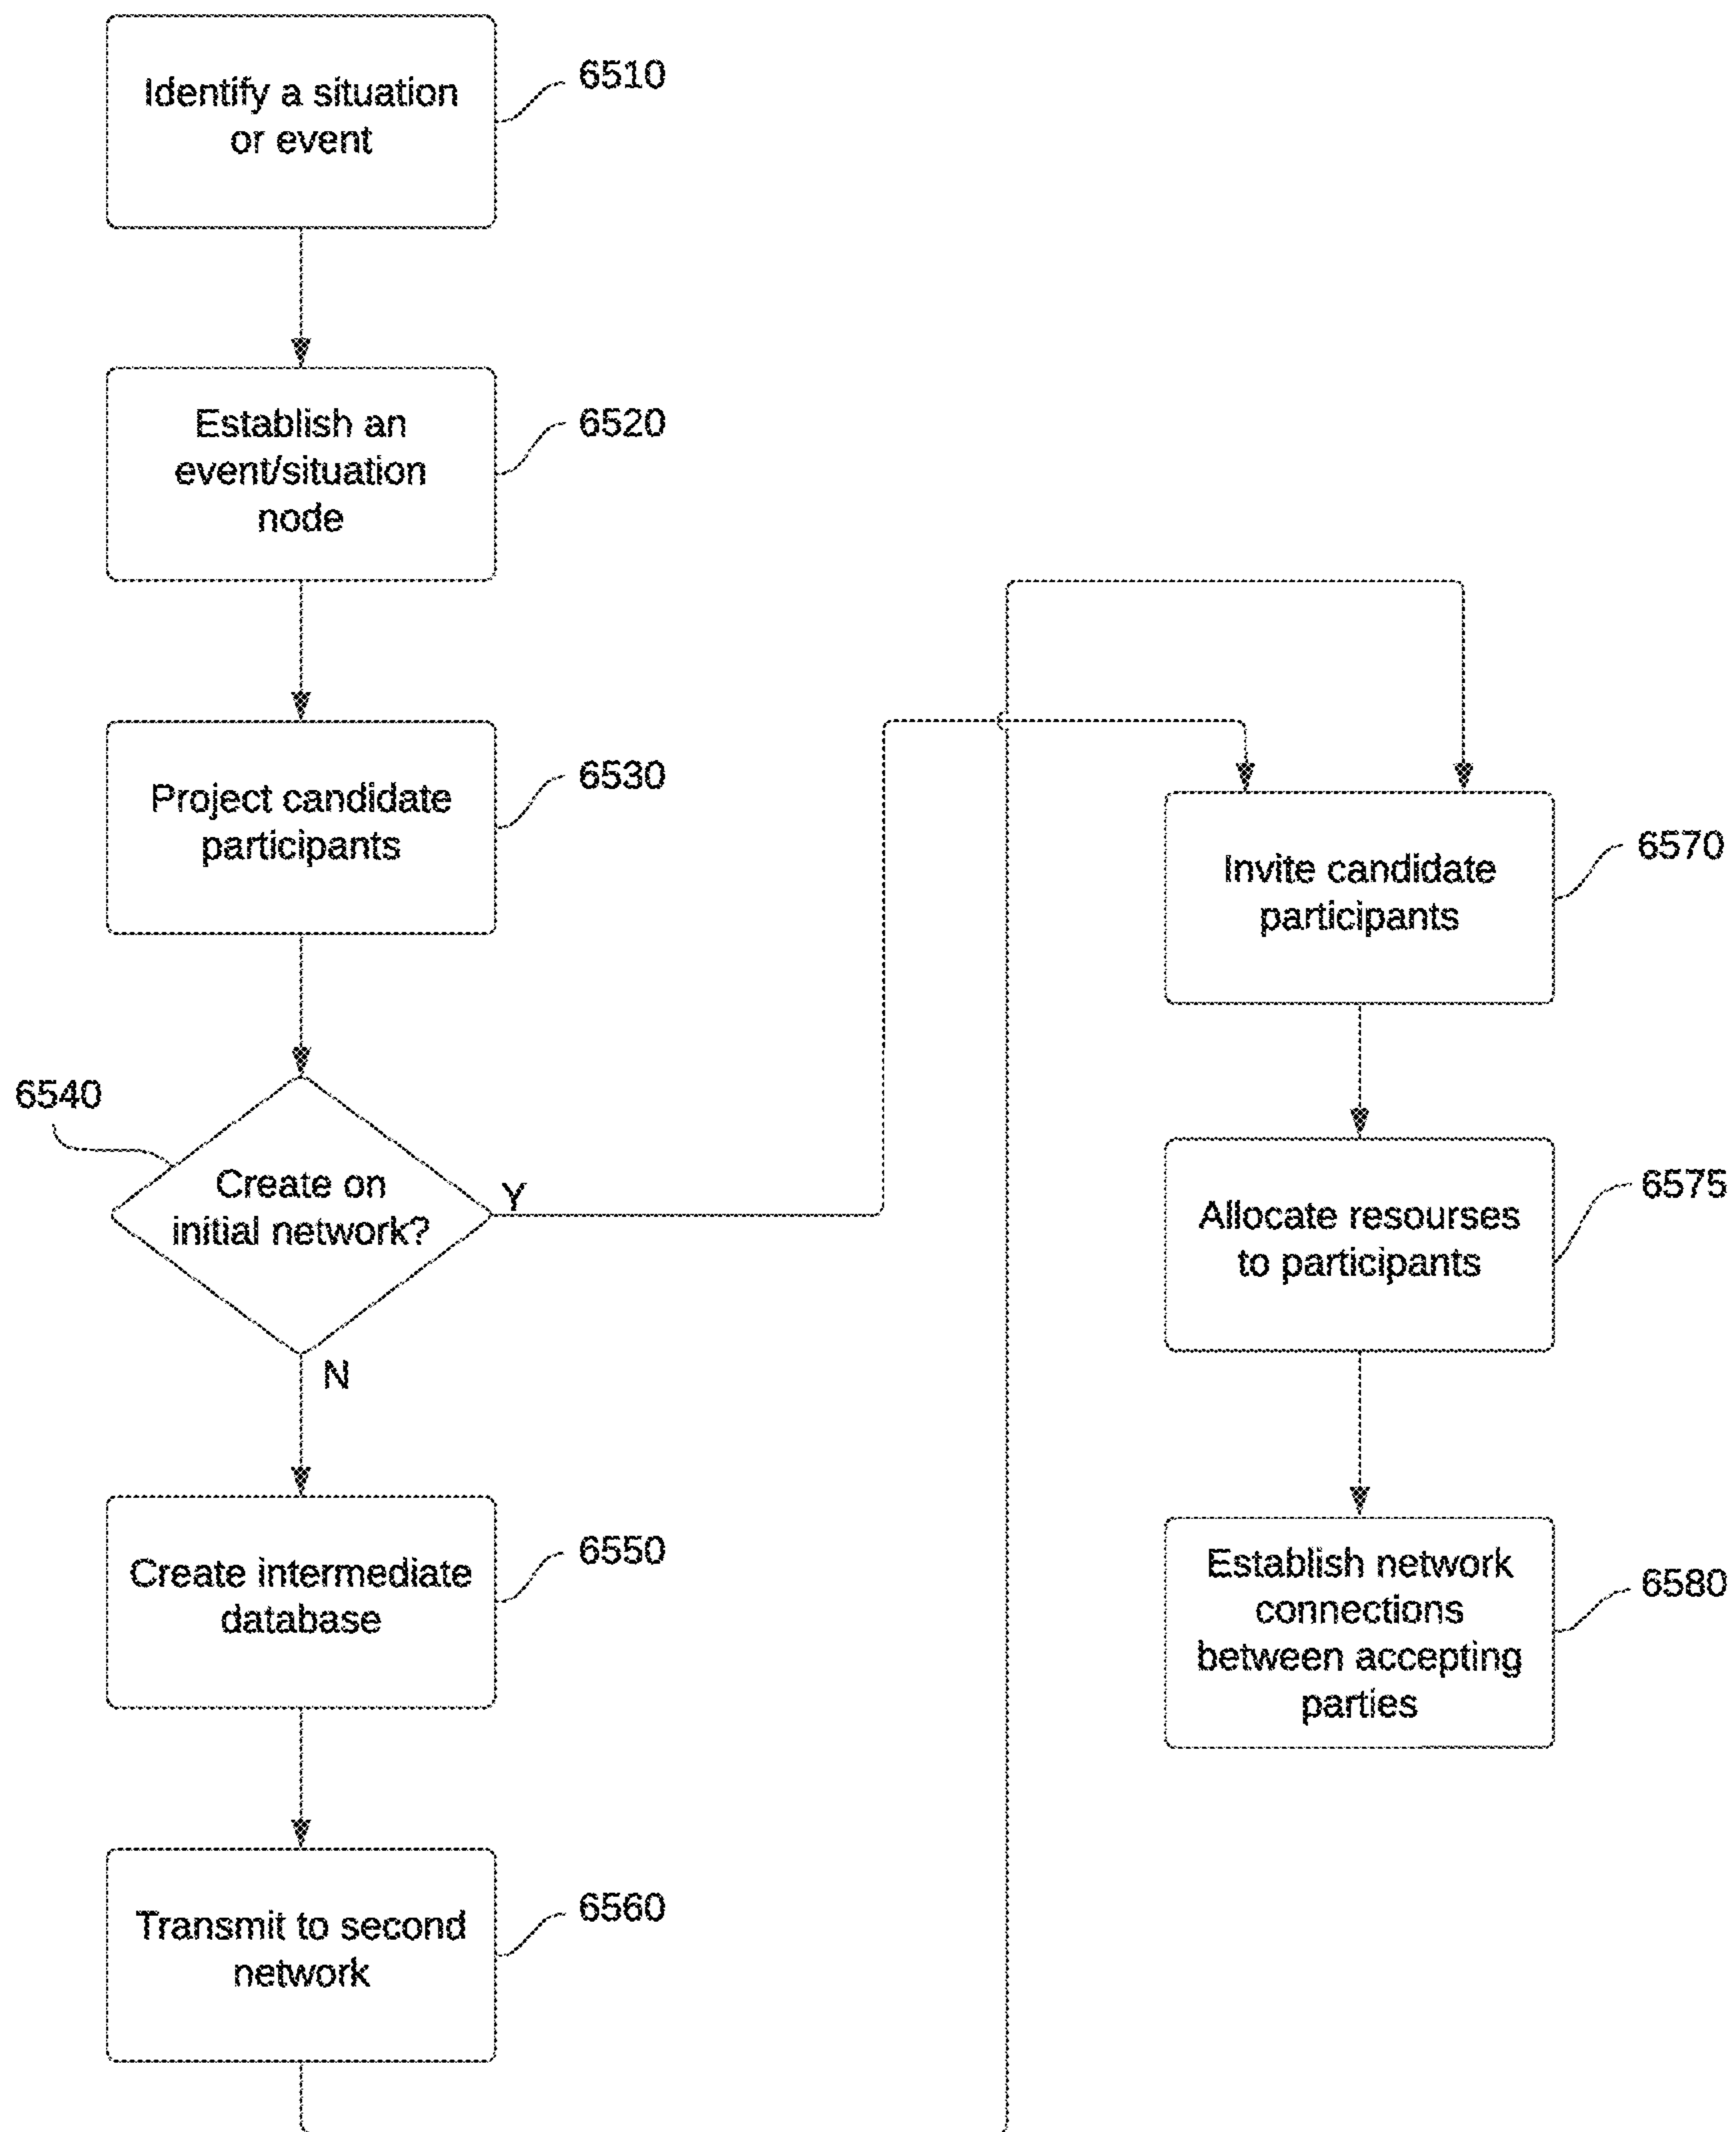 Identify a situation
or event
6510
Establish an
event/situation
node
6520
Project candidate
participants
6530
6540
Create on
initial network?
Y
N
Create intermediate
database
6550
Transmit to second
network
6560
Invite candidate
participants
6570
Allocate resourses
to participants
6575
Establish network
connections
between accepting
parties
6580